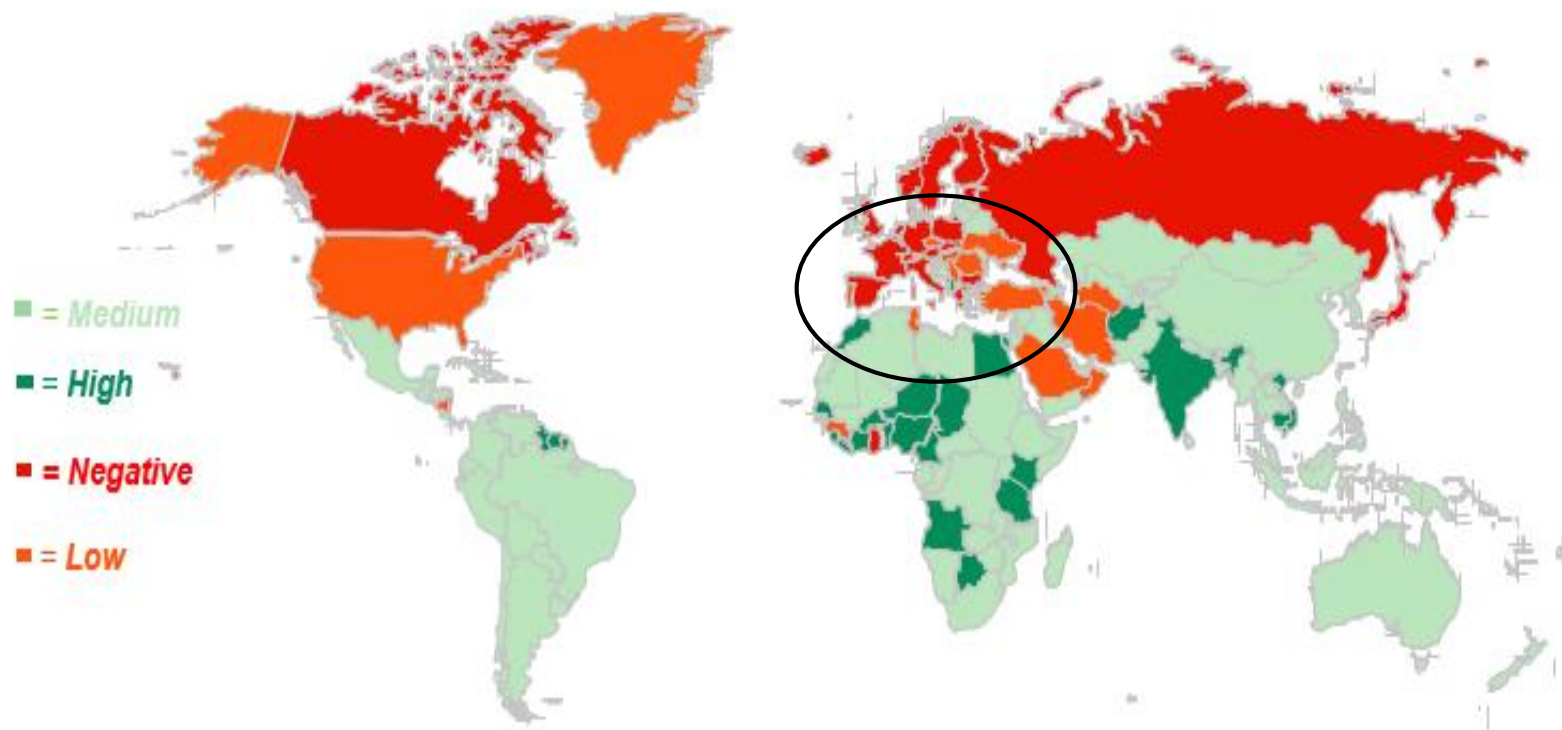 = Medium
= High
= Negative
= Low